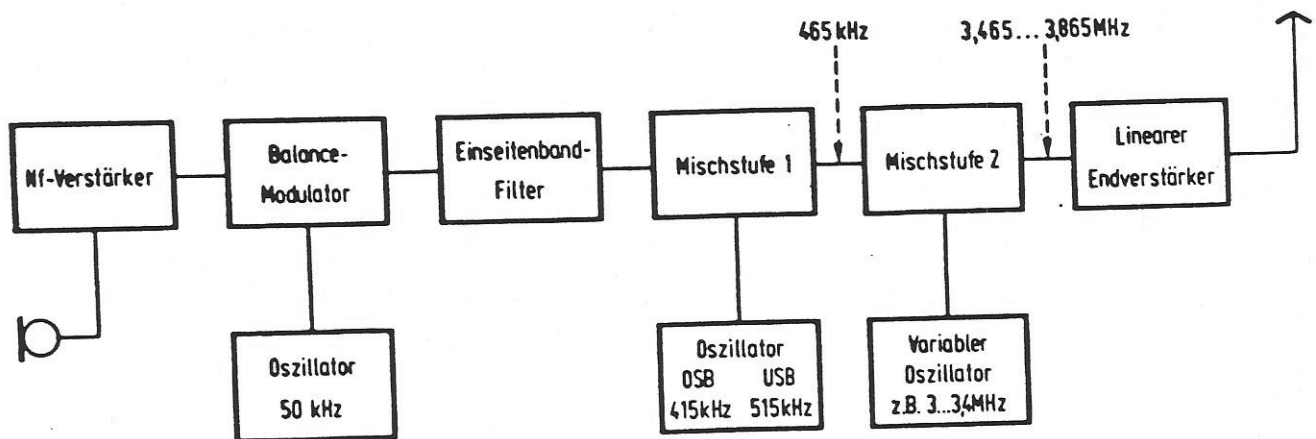 465 kHz
3,465... 3,865 MHz
Nf-Verstärker
Balance-
Modulator
Einseitenband-
Filter
Mischstufe 1
Mischstufe 2
Linearer
Endverstärker
Oszillator
50 kHz
Oszillator
OSB USB
415kHz 515kHz
Variabler
Oszillator
z.B. 3...3,4MHz